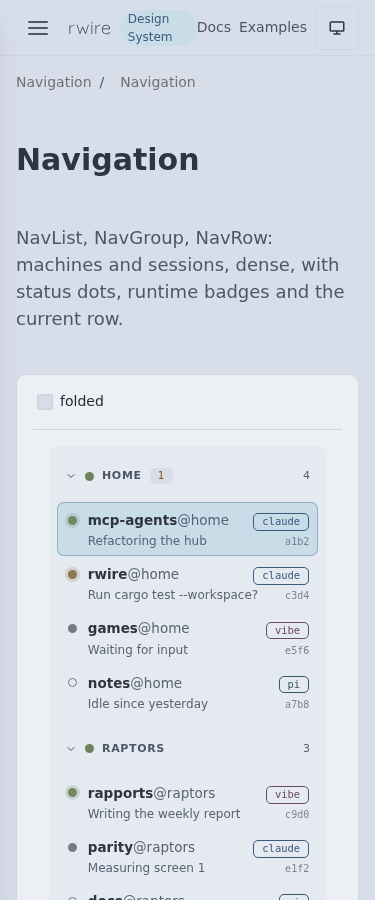 rwire Design System Docs Examples
Navigation / Navigation
Navigation
NavList, NavGroup, NavRow:
machines and sessions, dense, with
status dots, runtime badges and the
current row.
folded
HOME 1 4
mcp-agents@home claude
Refactoring the hub a1b2
rwire@home claude
Run cargo test --workspace? c3d4
games@home vibe
Waiting for input e5f6
notes@home pi
Idle since yesterday a7b8
RAPTORS 3
rapports@raptors vibe
Writing the weekly report c9d0
parity@raptors claude
Measuring screen 1 e1f2
docs@raptors pi